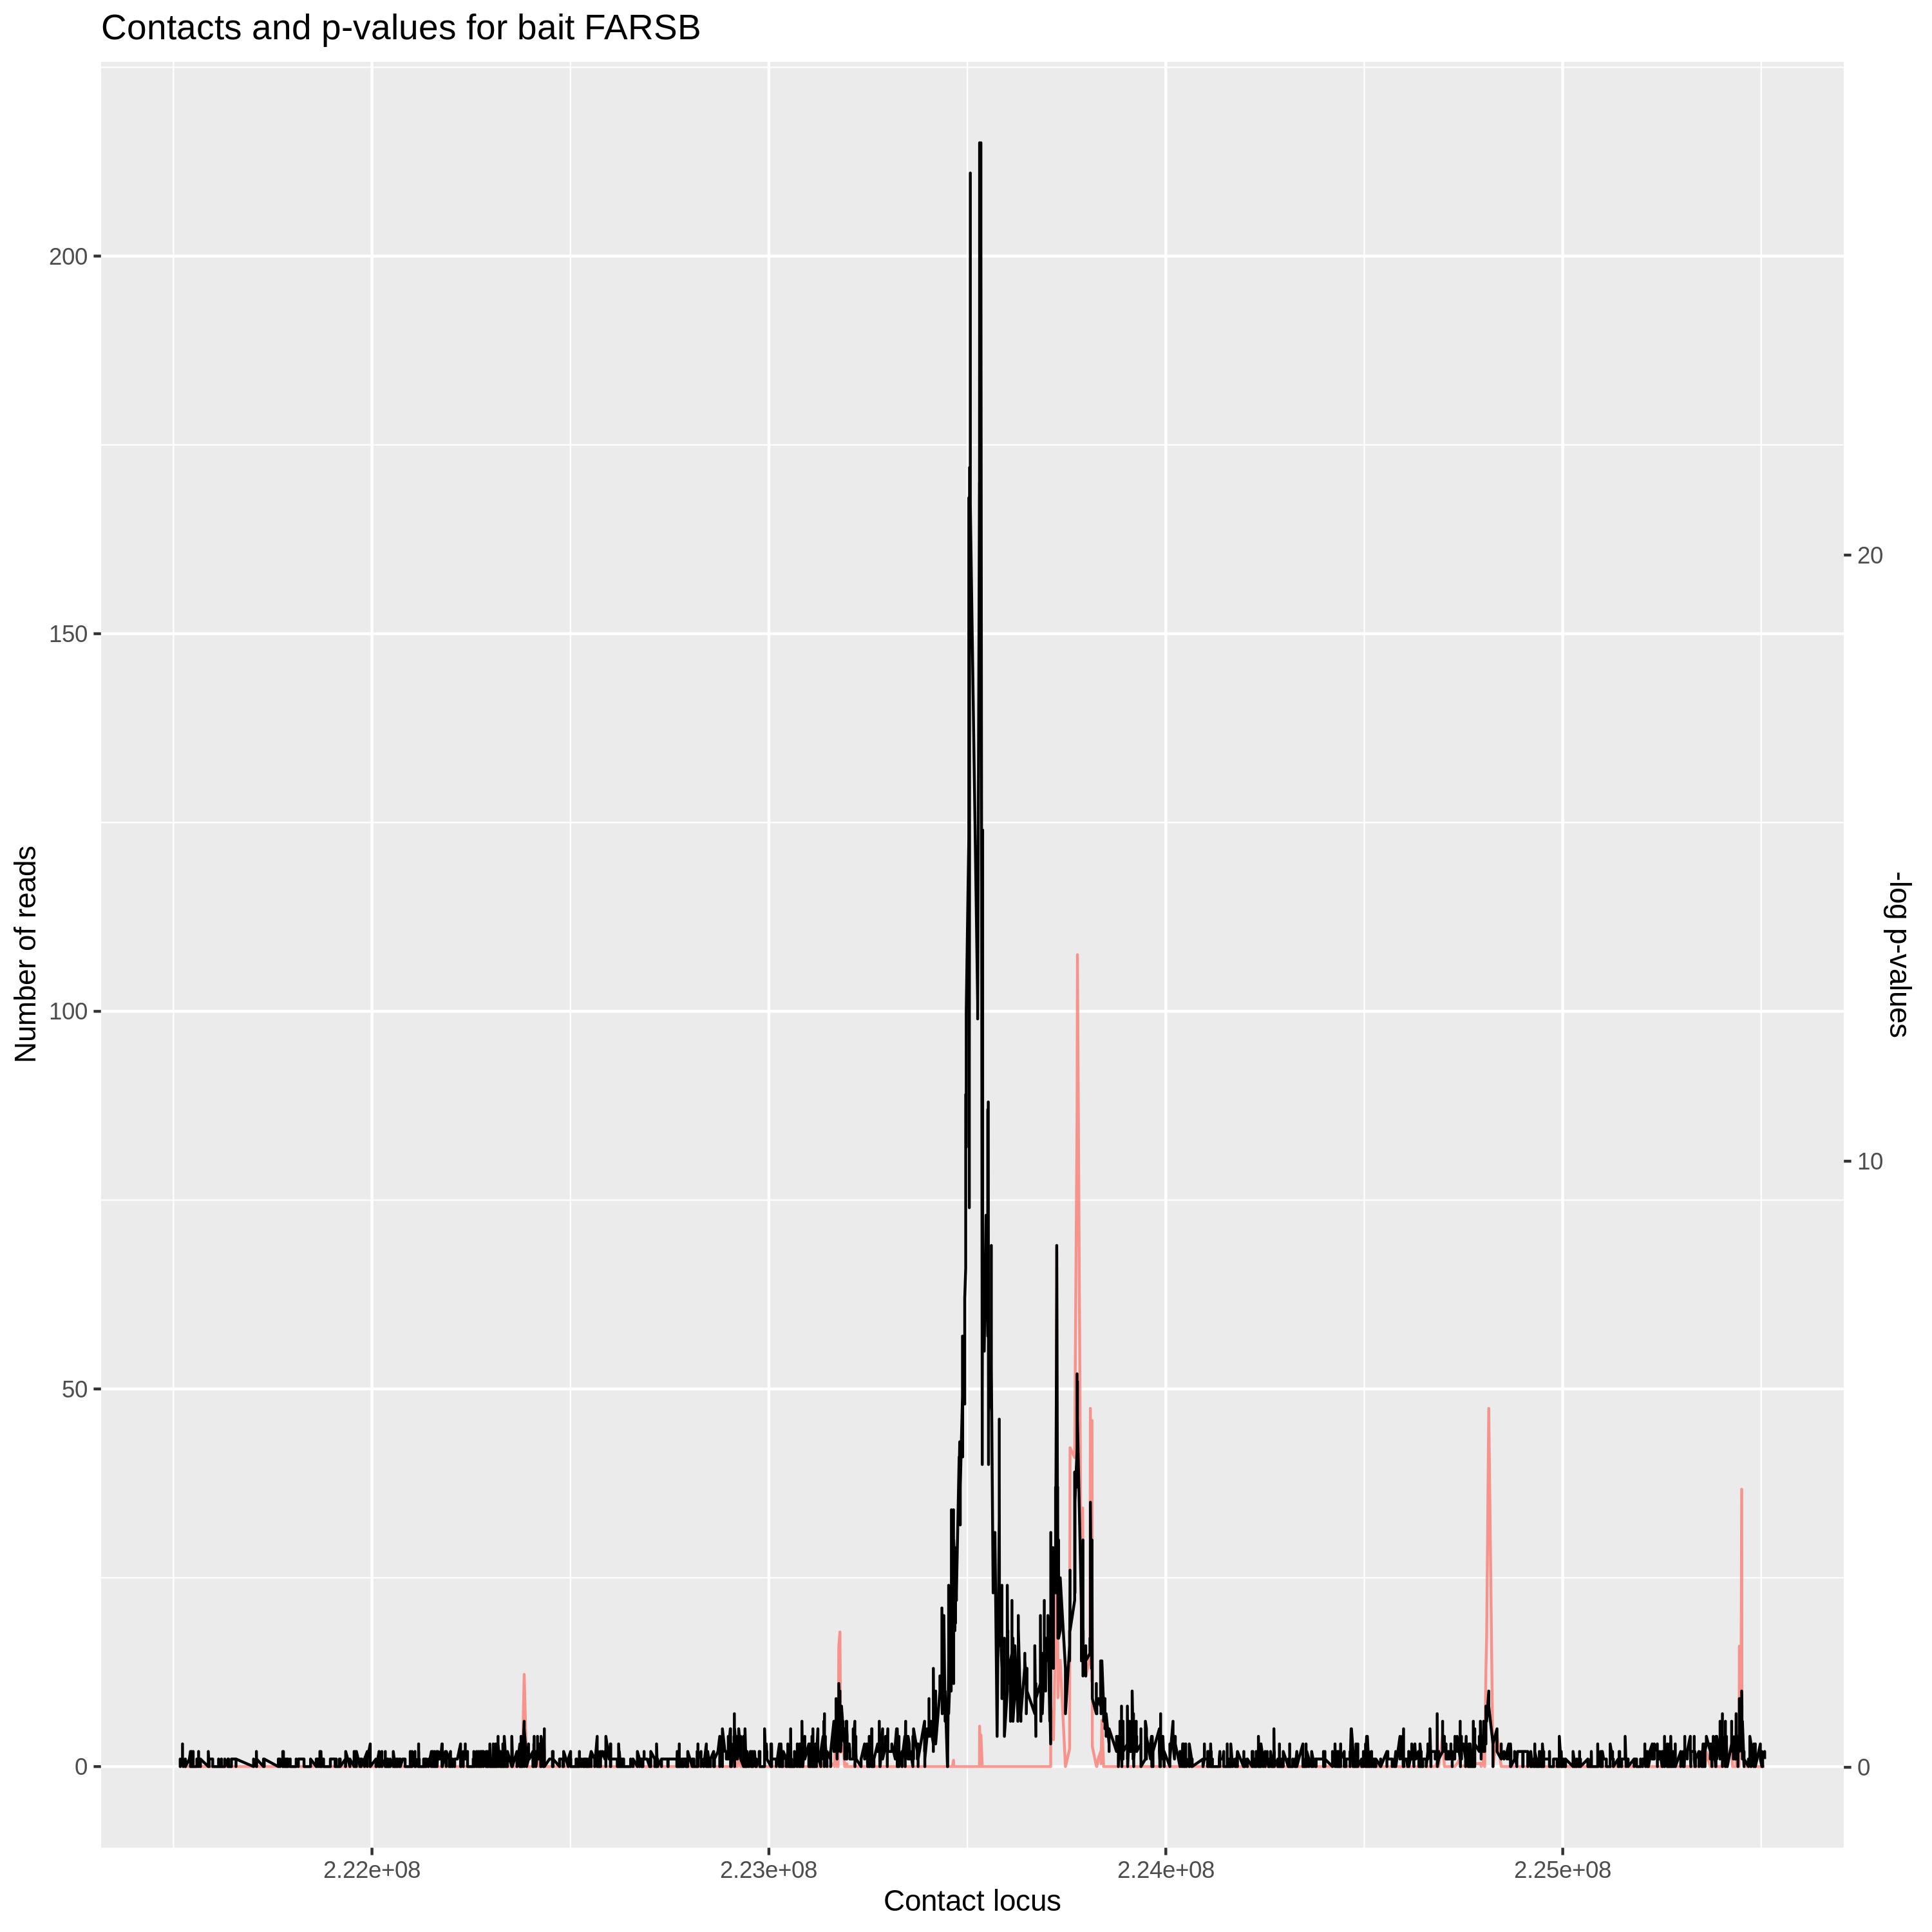 Contacts and p-values for bait FARSB
Number of reads
200
150
100
50
0
20
10
0
-log p-values
2.22e+08
2.23e+08
2.24e+08
2.25e+08
Contact locus